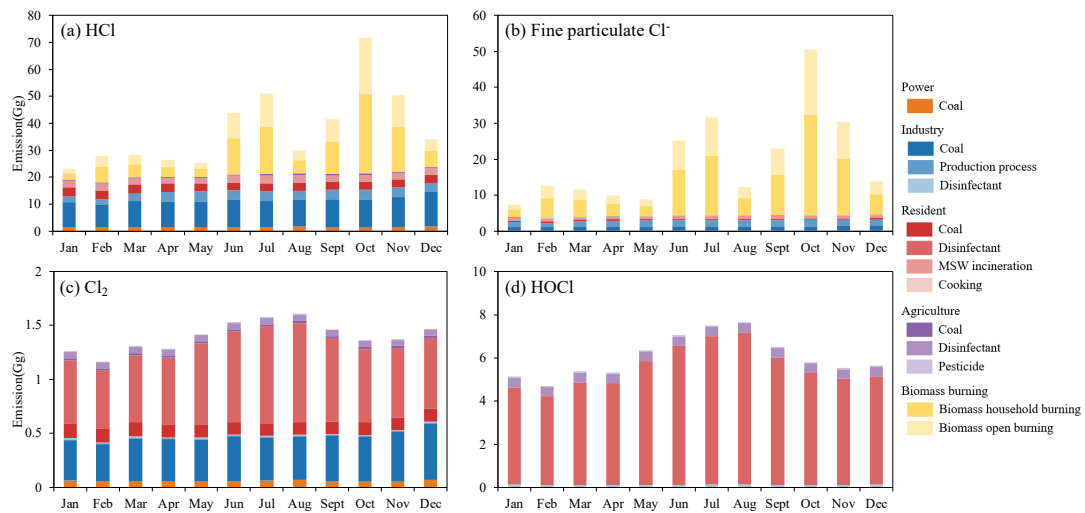 (a) HCl
Emission(Gg)
80
70
60
50
40
30
20
10
0
Jan Feb Mar Apr May Jun Jul Aug Sept Oct Nov Dec
(b) Fine particulate Cl⁻
60
50
40
30
20
10
0
Jan Feb Mar Apr May Jun Jul Aug Sept Oct Nov Dec
(c) Cl₂
Emission(Gg)
2
1.5
1
0.5
0
Jan Feb Mar Apr May Jun Jul Aug Sept Oct Nov Dec
(d) HOCl
10
8
6
4
2
0
Jan Feb Mar Apr May Jun Jul Aug Sept Oct Nov Dec
Power
Coal
Industry
Coal
Production process
Disinfectant
Resident
Coal
Disinfectant
MSW incineration
Cooking
Agriculture
Coal
Disinfectant
Pesticide
Biomass burning
Biomass household burning
Biomass open burning